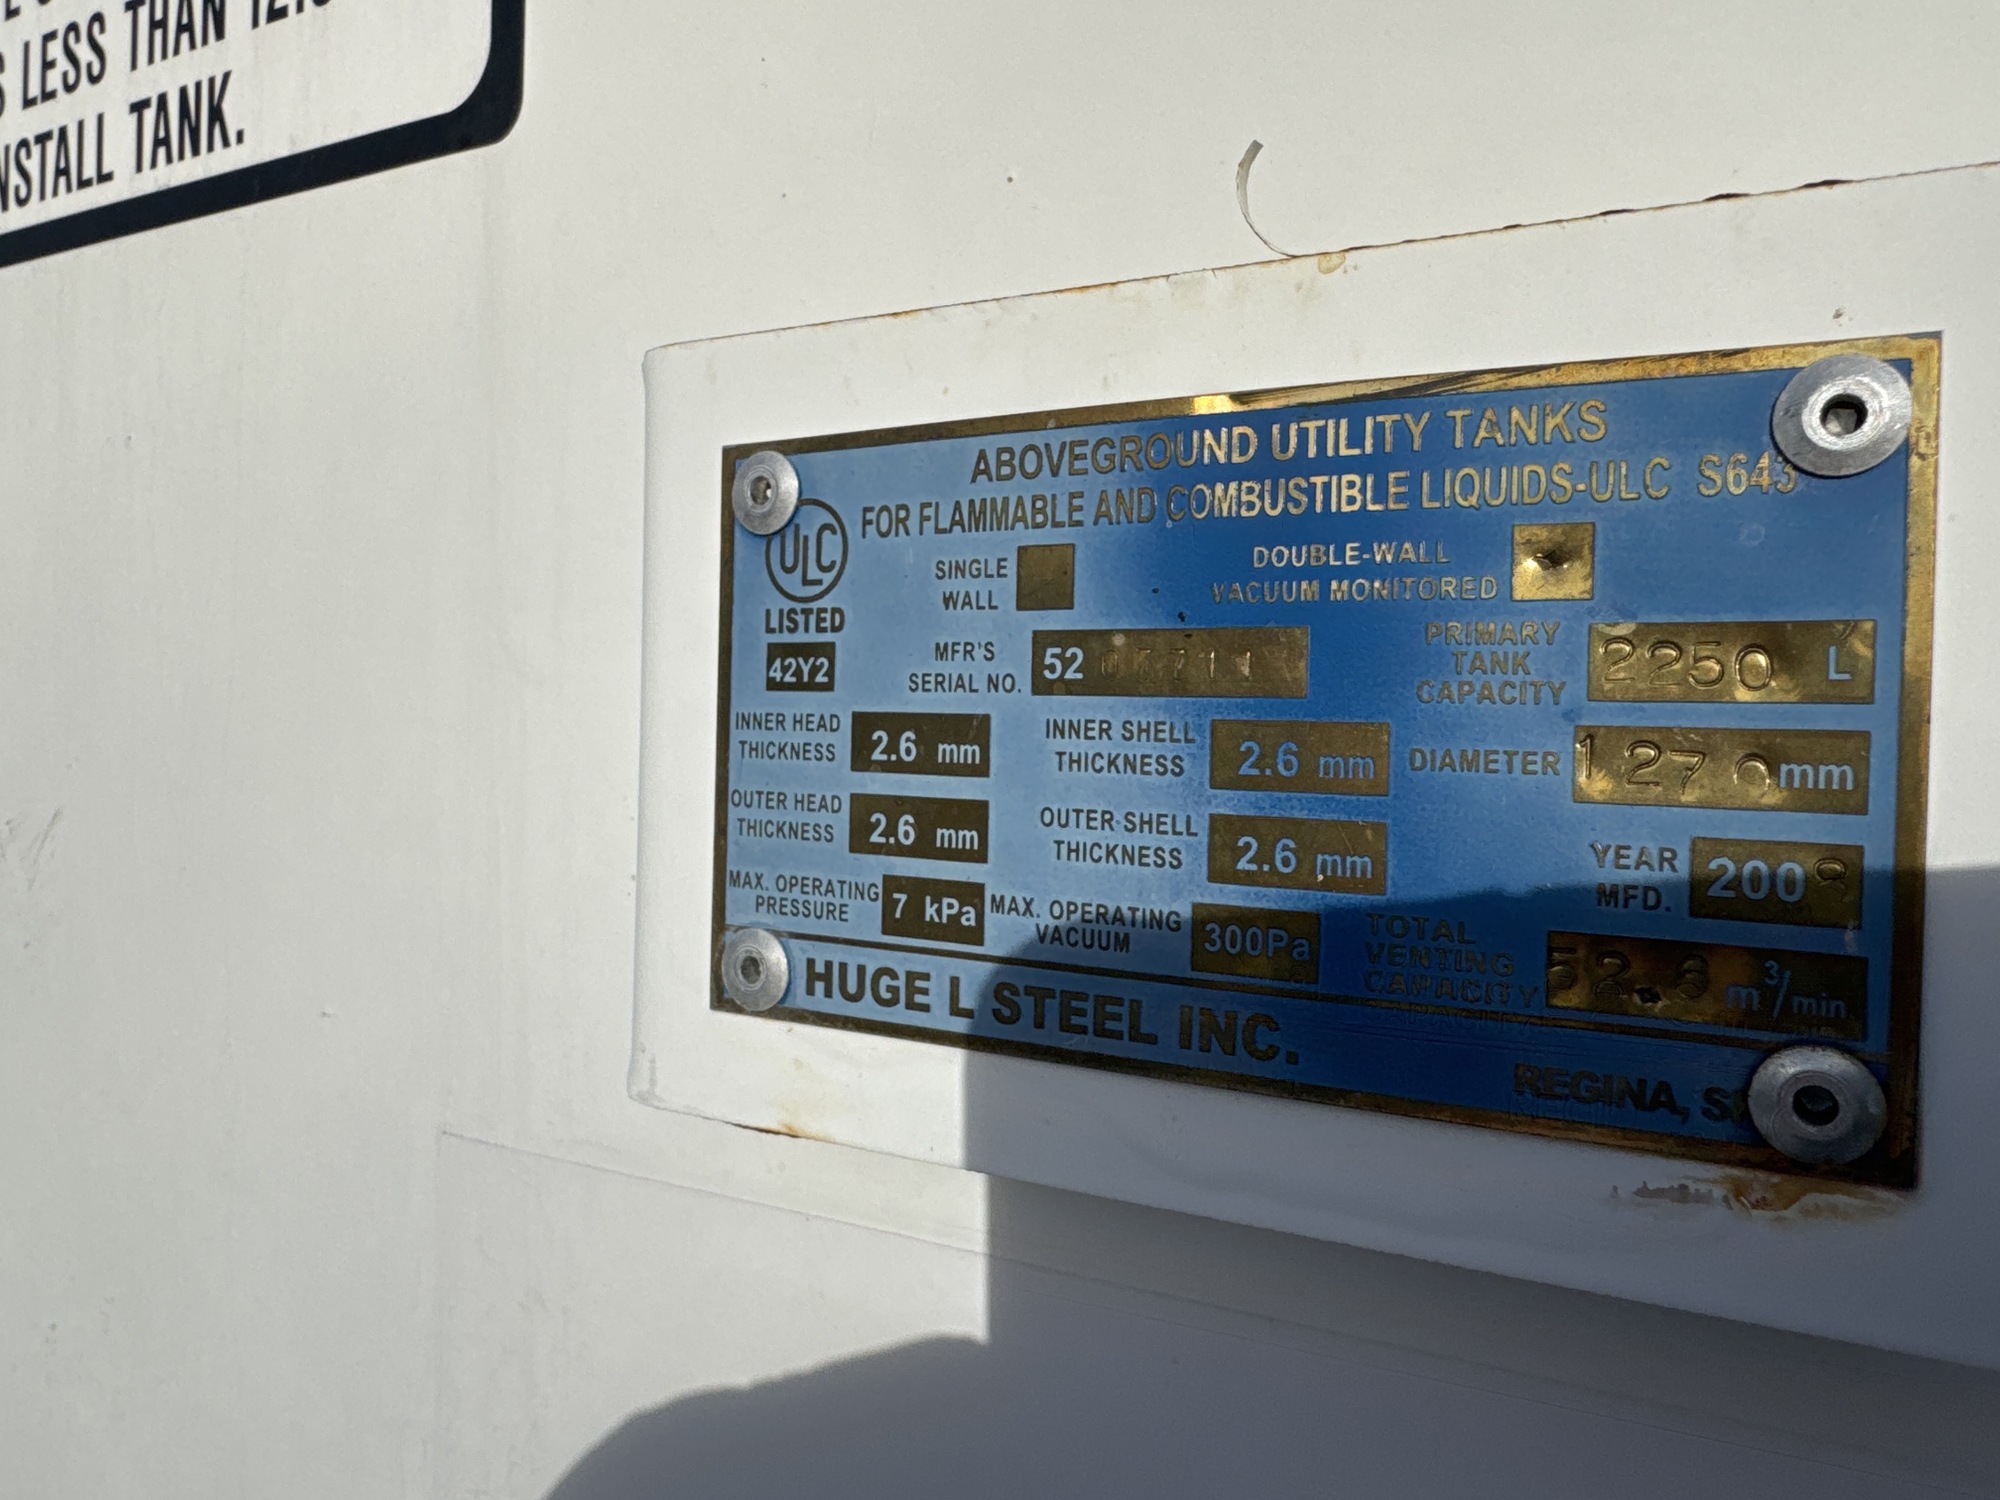 LESS THAN
TANK.
ABOVEGROUND UTILITY TANKS
FOR FLAMMABLE AND COMBUSTIBLE LIQUIDS-ULC S643
ULC
LISTED
42Y2
SINGLE
WALL
DOUBLE-WALL
VACUUM MONITORED
MFR'S
SERIAL NO.
52
PRIMARY
TANK
CAPACITY
2250 L
INNER HEAD
THICKNESS
2.6 mm
INNER SHELL
THICKNESS
2.6 mm
DIAMETER
1270mm
OUTER HEAD
THICKNESS
2.6 mm
OUTER SHELL
THICKNESS
2.6 mm
YEAR
MFD.
2008
MAX. OPERATING
PRESSURE
7 kPa
MAX. OPERATING
VACUUM
300Pa
TOTAL
VENTING
CAPACITY
m³/min
HUGE L STEEL INC.
REGINA,